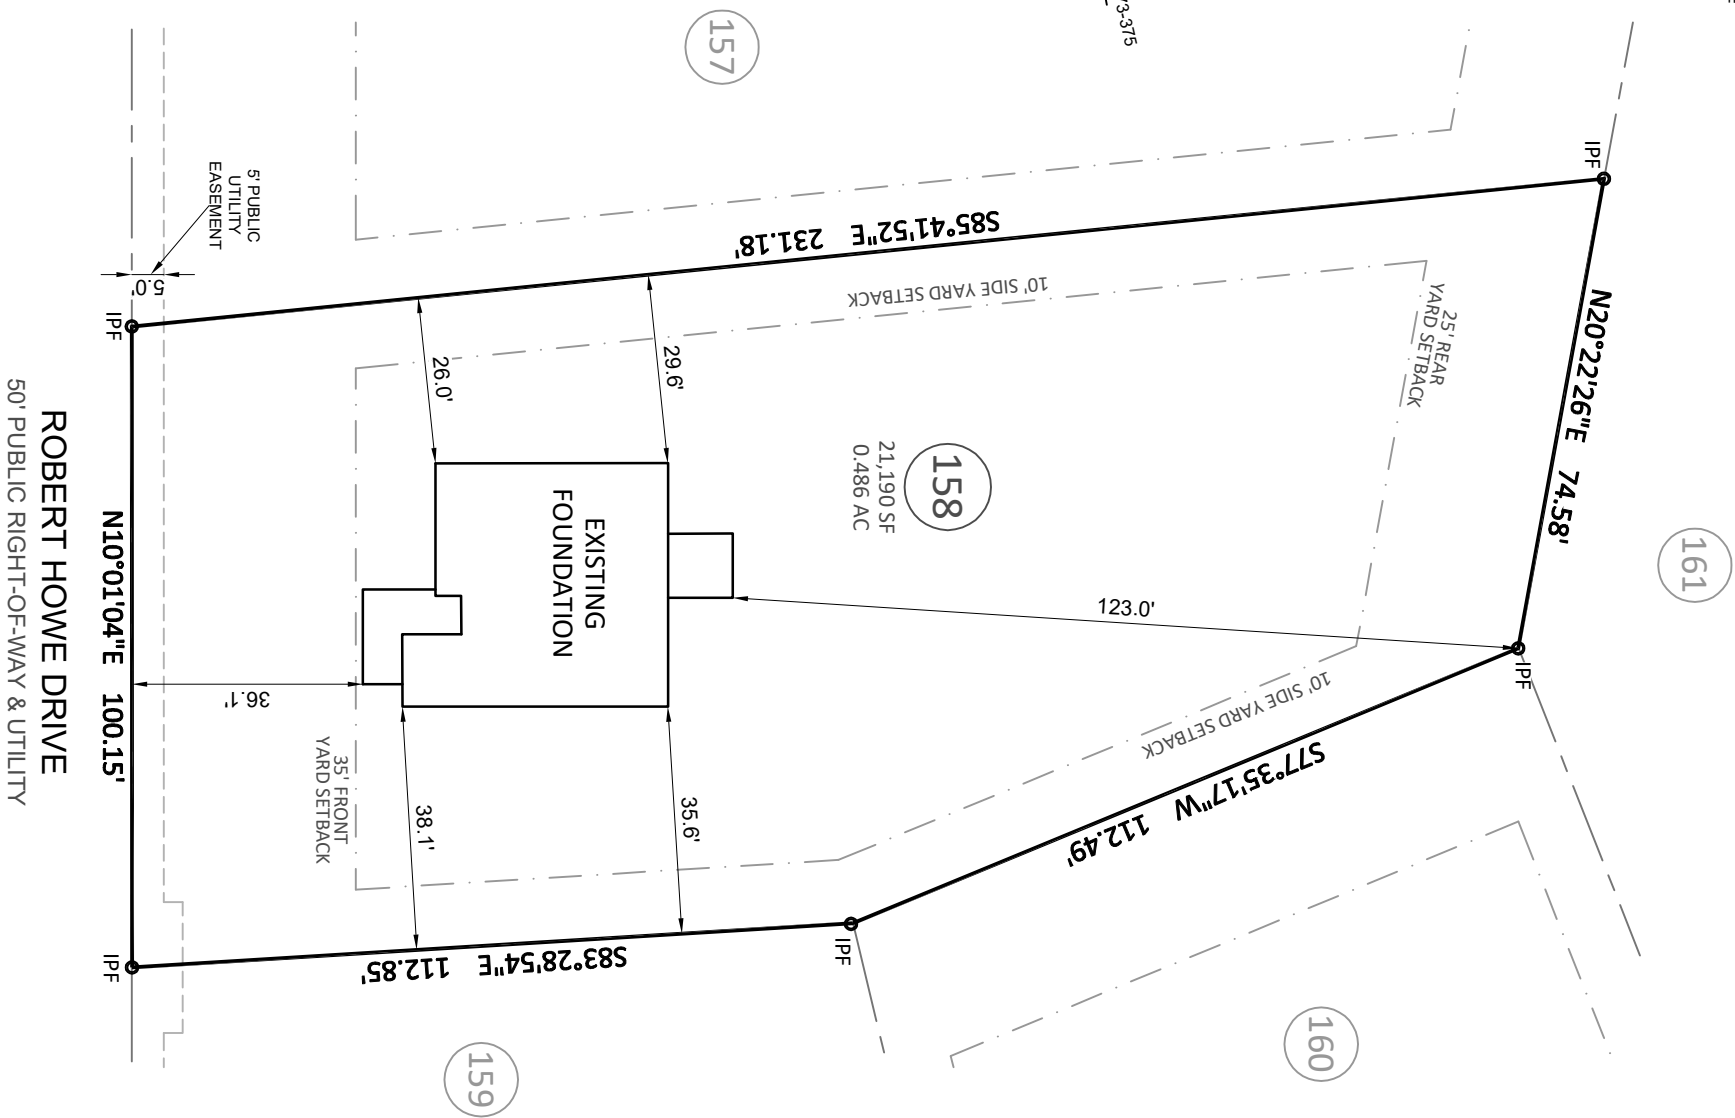 73-375
157
IPF
S85°41'52"E 231.18'
5' PUBLIC
UTILITY
EASEMENT
5.0'
IPF
10' SIDE YARD SETBACK
25' REAR
YARD SETBACK
N20°22'26"E 74.58'
26.0'
29.6'
158
21,190 SF
0.486 AC
161
EXISTING
FOUNDATION
123.0'
IPF
10' SIDE YARD SETBACK
S77°35'17"W 112.49'
36.1'
35' FRONT
YARD SETBACK
38.1'
35.6'
N10°01'04"E 100.15'
ROBERT HOWE DRIVE
50' PUBLIC RIGHT-OF-WAY & UTILITY
IPF
S83°28'54"E 112.85'
IPF
159
160